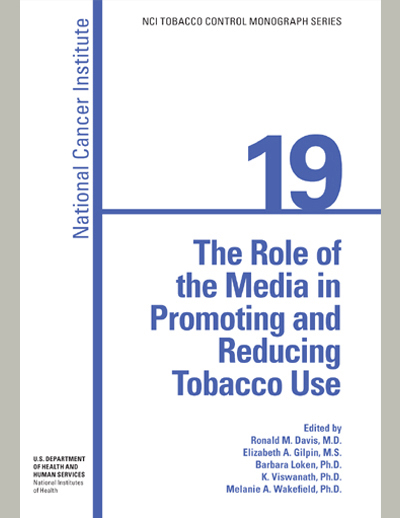 NCI TOBACCO CONTROL MONOGRAPH SERIES
National Cancer Institute
19
The Role of
the Media in
Promoting and
Reducing
Tobacco Use
Edited by
Ronald M. Davis, M.D.
Elizabeth A. Gilpin, M.S.
Barbara Loken, Ph.D.
K. Viswanath, Ph.D.
Melanie A. Wakefield, Ph.D.
U.S. DEPARTMENT
OF HEALTH AND
HUMAN SERVICES
National Institutes
of Health